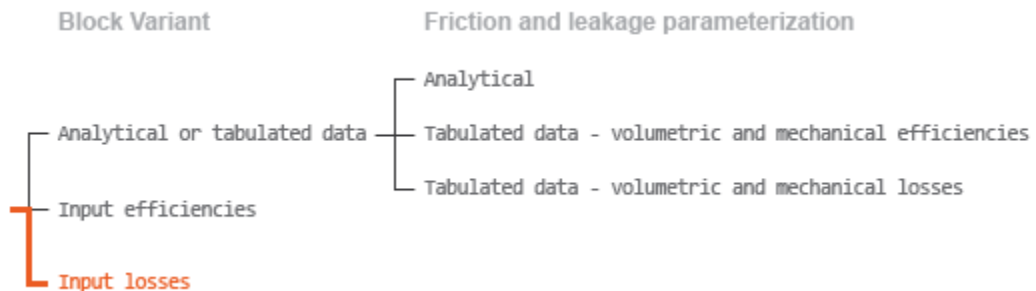 Block Variant
Friction and leakage parameterization
Analytical
Analytical or tabulated data
Tabulated data - volumetric and mechanical efficiencies
Tabulated data - volumetric and mechanical losses
Input efficiencies
Input losses